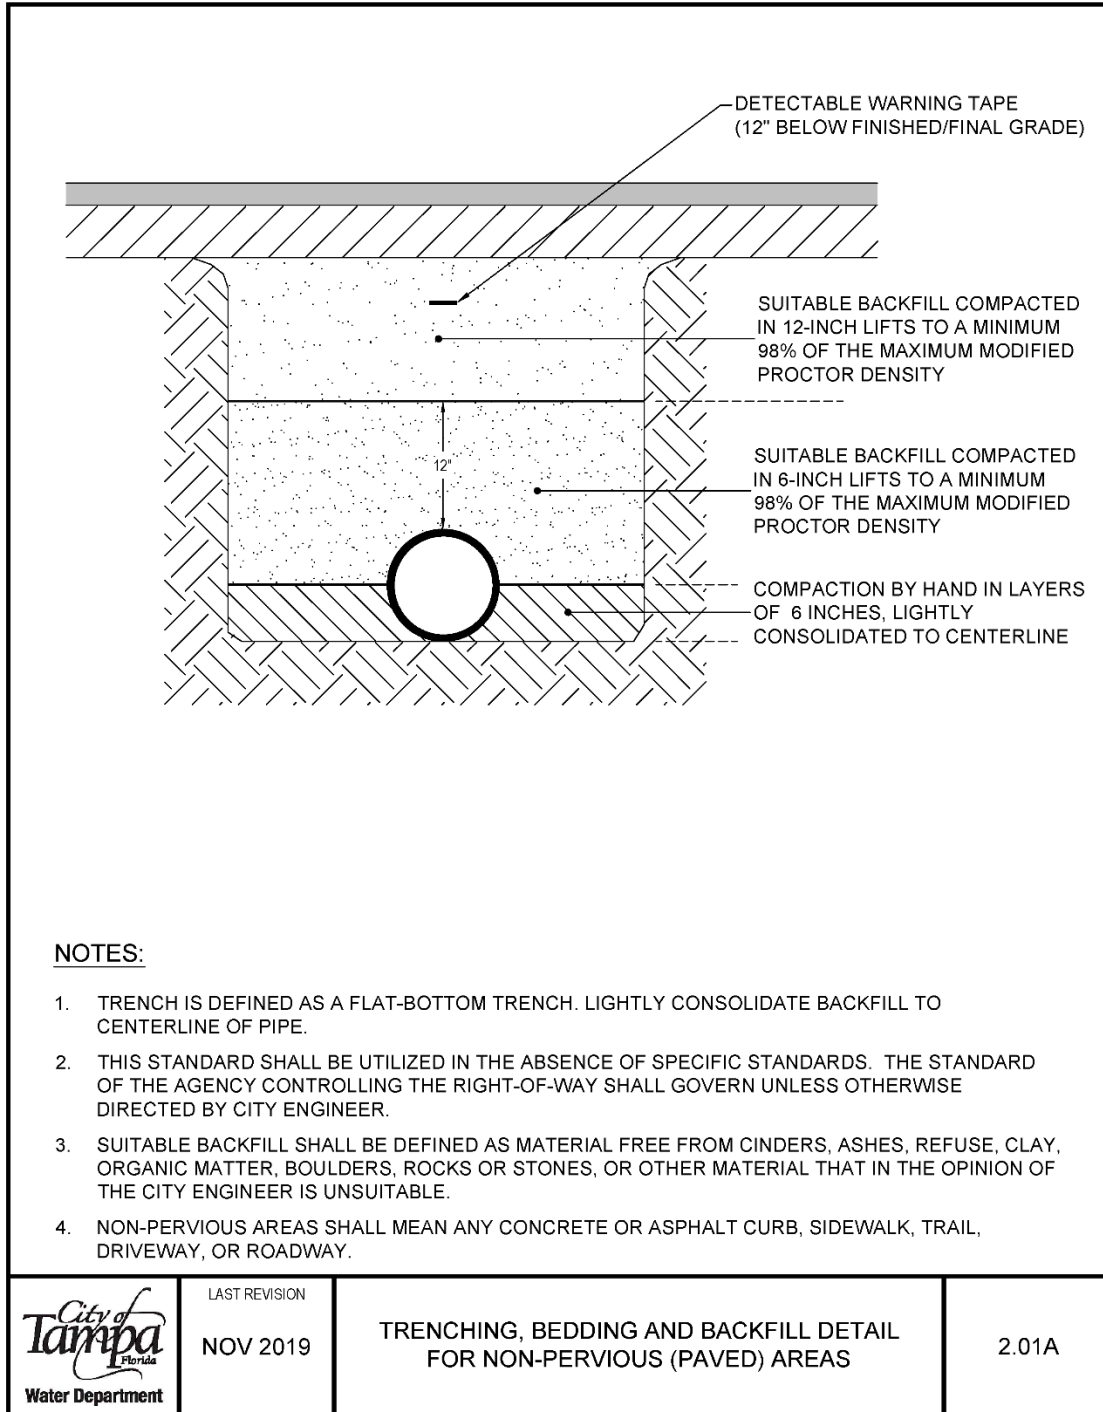 DETECTABLE WARNING TAPE
(12" BELOW FINISHED/FINAL GRADE)
SUITABLE BACKFILL COMPACTED
IN 12-INCH LIFTS TO A MINIMUM
98% OF THE MAXIMUM MODIFIED
PROCTOR DENSITY
12"
SUITABLE BACKFILL COMPACTED
IN 6-INCH LIFTS TO A MINIMUM
98% OF THE MAXIMUM MODIFIED
PROCTOR DENSITY
COMPACTION BY HAND IN LAYERS
OF 6 INCHES, LIGHTLY
CONSOLIDATED TO CENTERLINE
NOTES:
1. TRENCH IS DEFINED AS A FLAT-BOTTOM TRENCH. LIGHTLY CONSOLIDATE BACKFILL TO
CENTERLINE OF PIPE.
2. THIS STANDARD SHALL BE UTILIZED IN THE ABSENCE OF SPECIFIC STANDARDS. THE STANDARD
OF THE AGENCY CONTROLLING THE RIGHT-OF-WAY SHALL GOVERN UNLESS OTHERWISE
DIRECTED BY CITY ENGINEER.
3. SUITABLE BACKFILL SHALL BE DEFINED AS MATERIAL FREE FROM CINDERS, ASHES, REFUSE, CLAY,
ORGANIC MATTER, BOULDERS, ROCKS OR STONES, OR OTHER MATERIAL THAT IN THE OPINION OF
THE CITY ENGINEER IS UNSUITABLE.
4. NON-PERVIOUS AREAS SHALL MEAN ANY CONCRETE OR ASPHALT CURB, SIDEWALK, TRAIL,
DRIVEWAY, OR ROADWAY.
City of
Tampa
Florida
Water Department
LAST REVISION
NOV 2019
TRENCHING, BEDDING AND BACKFILL DETAIL
FOR NON-PERVIOUS (PAVED) AREAS
2.01A